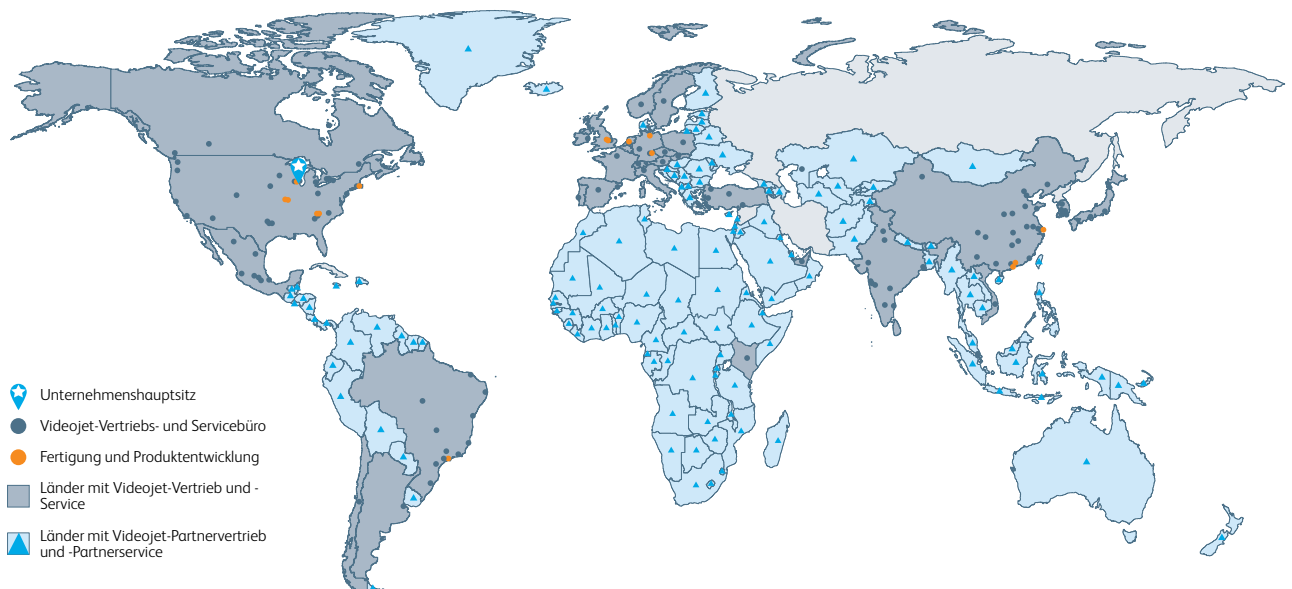 Unternehmenshauptsitz
Videojet-Vertriebs- und Servicebüro
Fertigung und Produktentwicklung
Länder mit Videojet-Vertrieb und -
Service
Länder mit Videojet-Partnervertrieb
und -Partnerservice